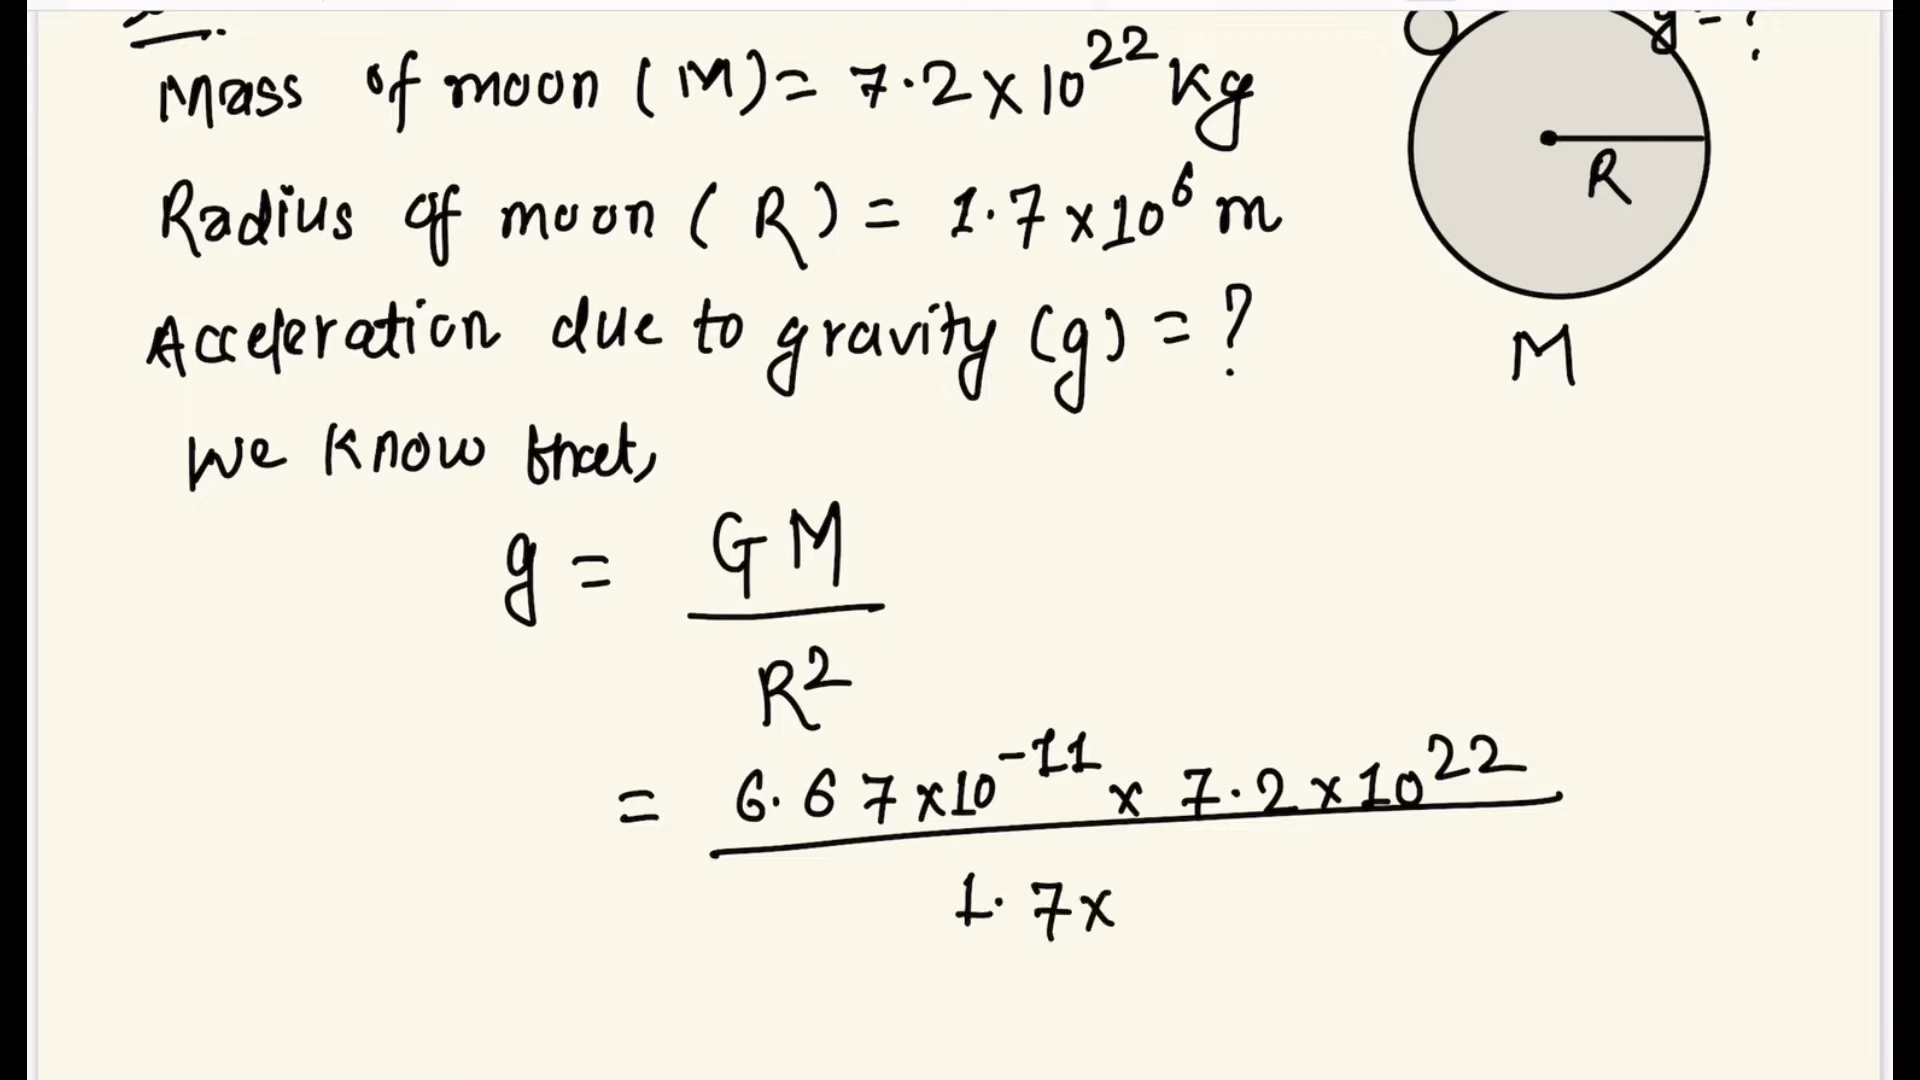 Mass of moon (M) = 7.2 x 10^22 kg
g = ?
Radius of moon (R) = 1.7 x 10^6 m
R
Acceleration due to gravity (g) = ?
M
We know that,
g = GM / R^2
= 6.67 x 10^-11 x 7.2 x 10^22
1.7 x